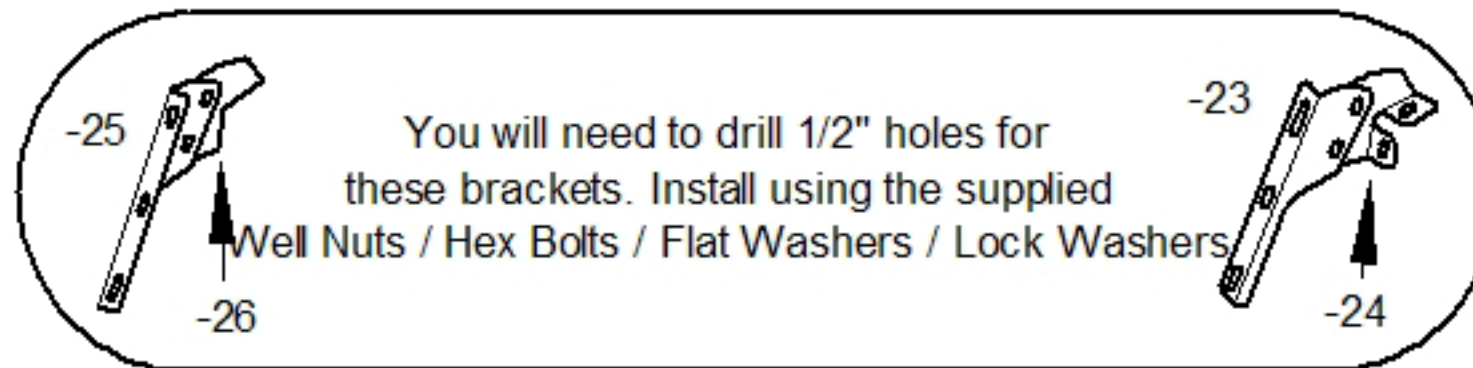 -25
-23
You will need to drill 1/2" holes for
these brackets. Install using the supplied
Well Nuts / Hex Bolts / Flat Washers / Lock Washers
-26
-24